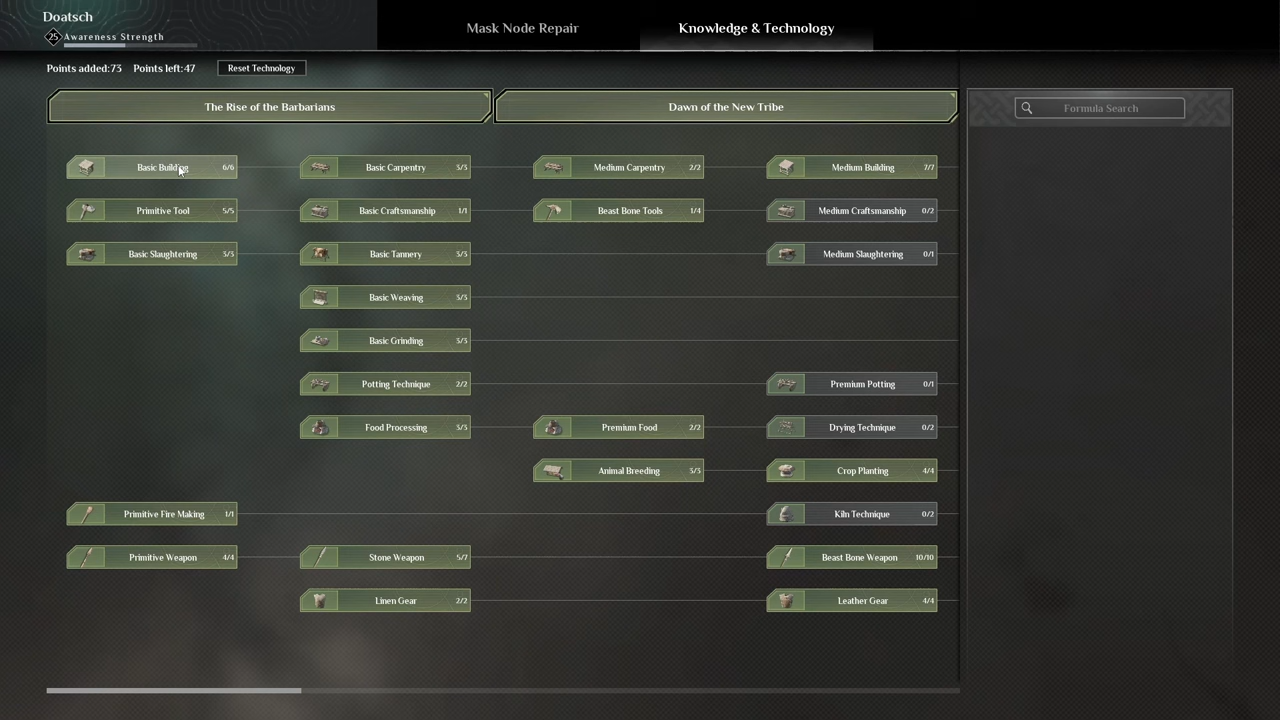 Doatsch
25 Awareness Strength
Mask Node Repair
Knowledge & Technology
Points added:73
Points left:47
Reset Technology
The Rise of the Barbarians
Dawn of the New Tribe
Formula Search
Basic Building 6/6
Basic Carpentry 3/3
Medium Carpentry 2/2
Medium Building 7/7
Primitive Tool 5/5
Basic Craftsmanship 1/1
Beast Bone Tools 1/4
Medium Craftsmanship 0/2
Basic Slaughtering 3/3
Basic Tannery 3/3
Medium Slaughtering 0/1
Basic Weaving 3/3
Basic Grinding 3/3
Potting Technique 2/2
Premium Potting 0/1
Food Processing 3/3
Premium Food 2/2
Drying Technique 0/2
Animal Breeding 3/3
Crop Planting 4/4
Primitive Fire Making 1/1
Kiln Technique 0/2
Primitive Weapon 4/4
Stone Weapon 5/7
Beast Bone Weapon 10/10
Linen Gear 2/2
Leather Gear 4/4